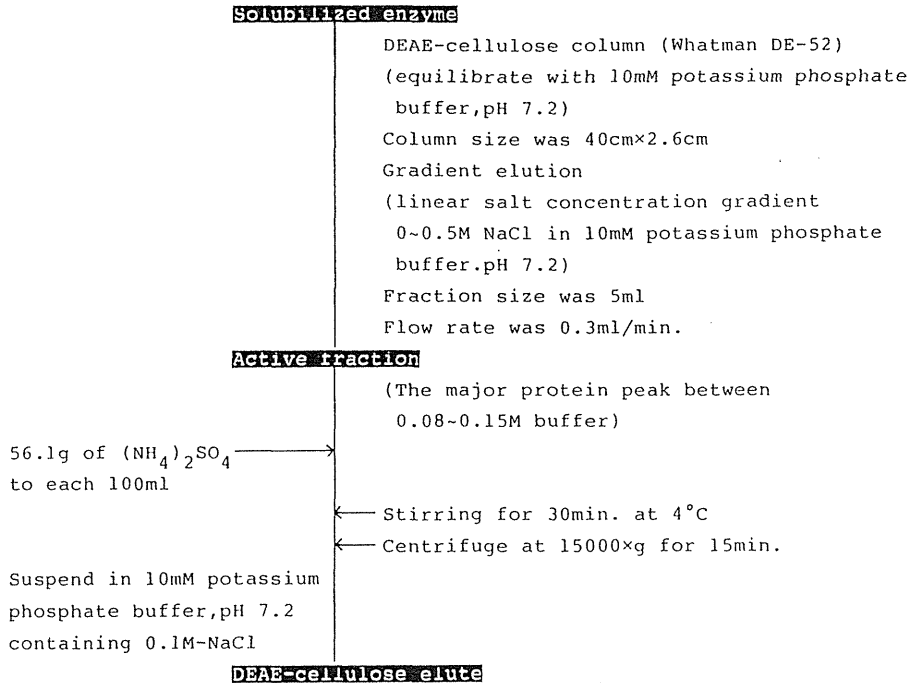 Solubilized enzyme
DEAE-cellulose column (Whatman DE-52)
(equilibrate with 10mM potassium phosphate
buffer,pH 7.2)
Column size was 40cm×2.6cm
Gradient elution
(linear salt concentration gradient
0~0.5M NaCl in 10mM potassium phosphate
buffer.pH 7.2)
Fraction size was 5ml
Flow rate was 0.3ml/min.
Active fraction
(The major protein peak between
0.08~0.15M buffer)
56.1g of (NH4)2SO4
to each 100ml
Stirring for 30min. at 4°C
Centrifuge at 15000×g for 15min.
Suspend in 10mM potassium
phosphate buffer,pH 7.2
containing 0.1M-NaCl
DEAE-cellulose elute